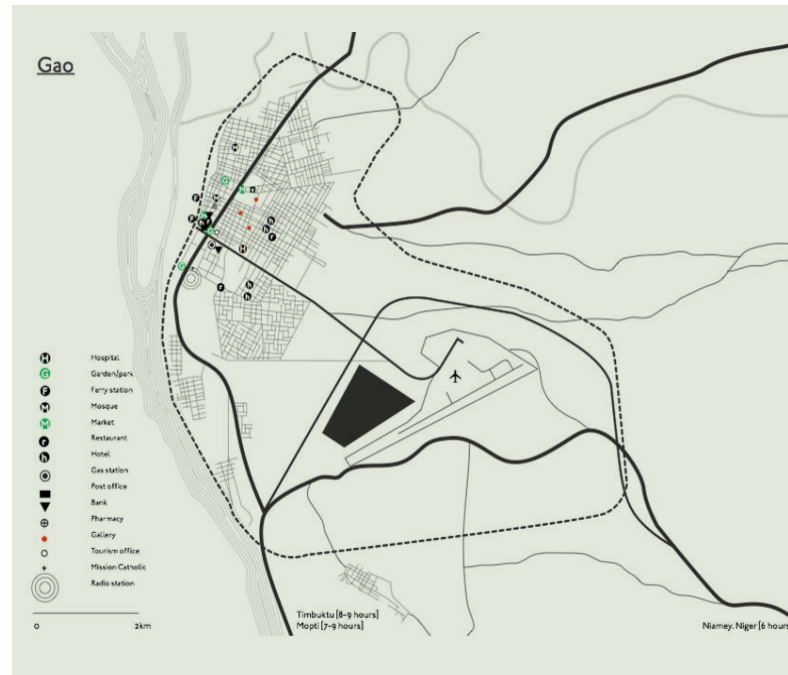 Gao
H
Hospital
G
Garden/park
F
Ferry station
M
Mosque
M
Market
r
Restaurant
h
Hotel
Gas station
Post office
Bank
Pharmacy
Gallery
Tourism office
Mission Catholic
Radio station
0 2km
Timbuktu [8-9 hours]
Mopti [7-9 hours]
Niamey, Niger [6 hours